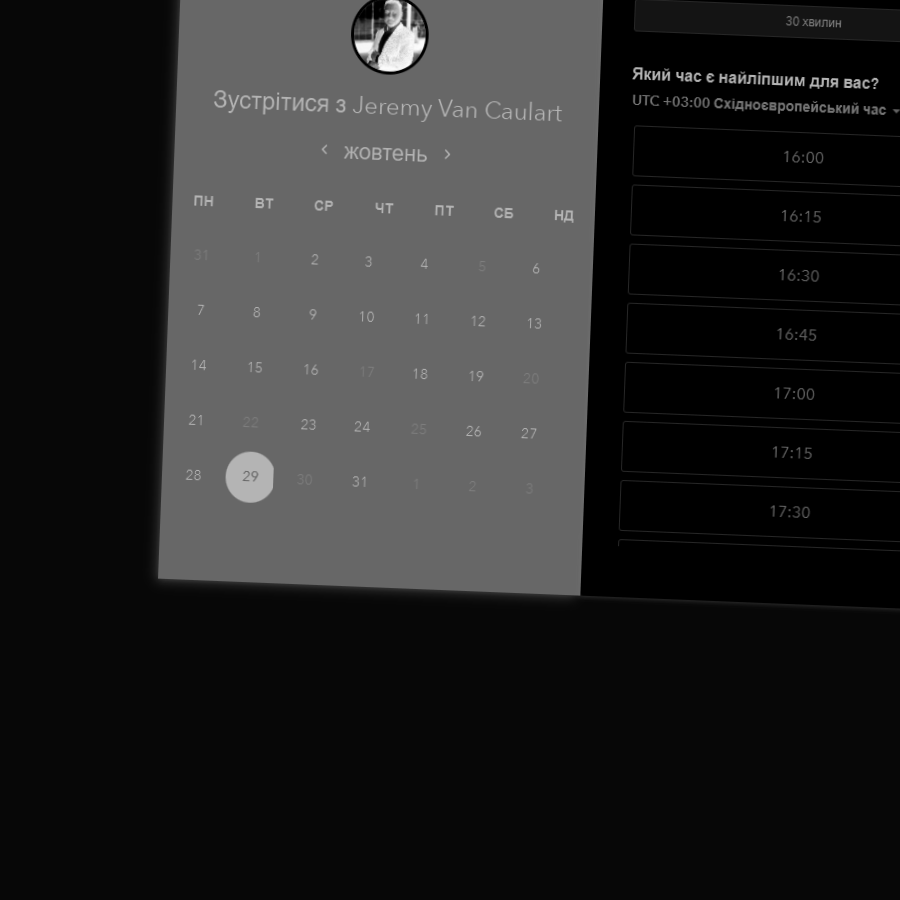 Зустрітися з Jeremy Van Caulart
‹ жовтень ›
ПН ВТ СР ЧТ ПТ СБ НД
31 1 2 3 4 5 6
7 8 9 10 11 12 13
14 15 16 17 18 19 20
21 22 23 24 25 26 27
28 29 30 31 1 2 3
30 хвилин
Який час є найліпшим для вас?
UTC +03:00 Східноєвропейський час
16:00
16:15
16:30
16:45
17:00
17:15
17:30